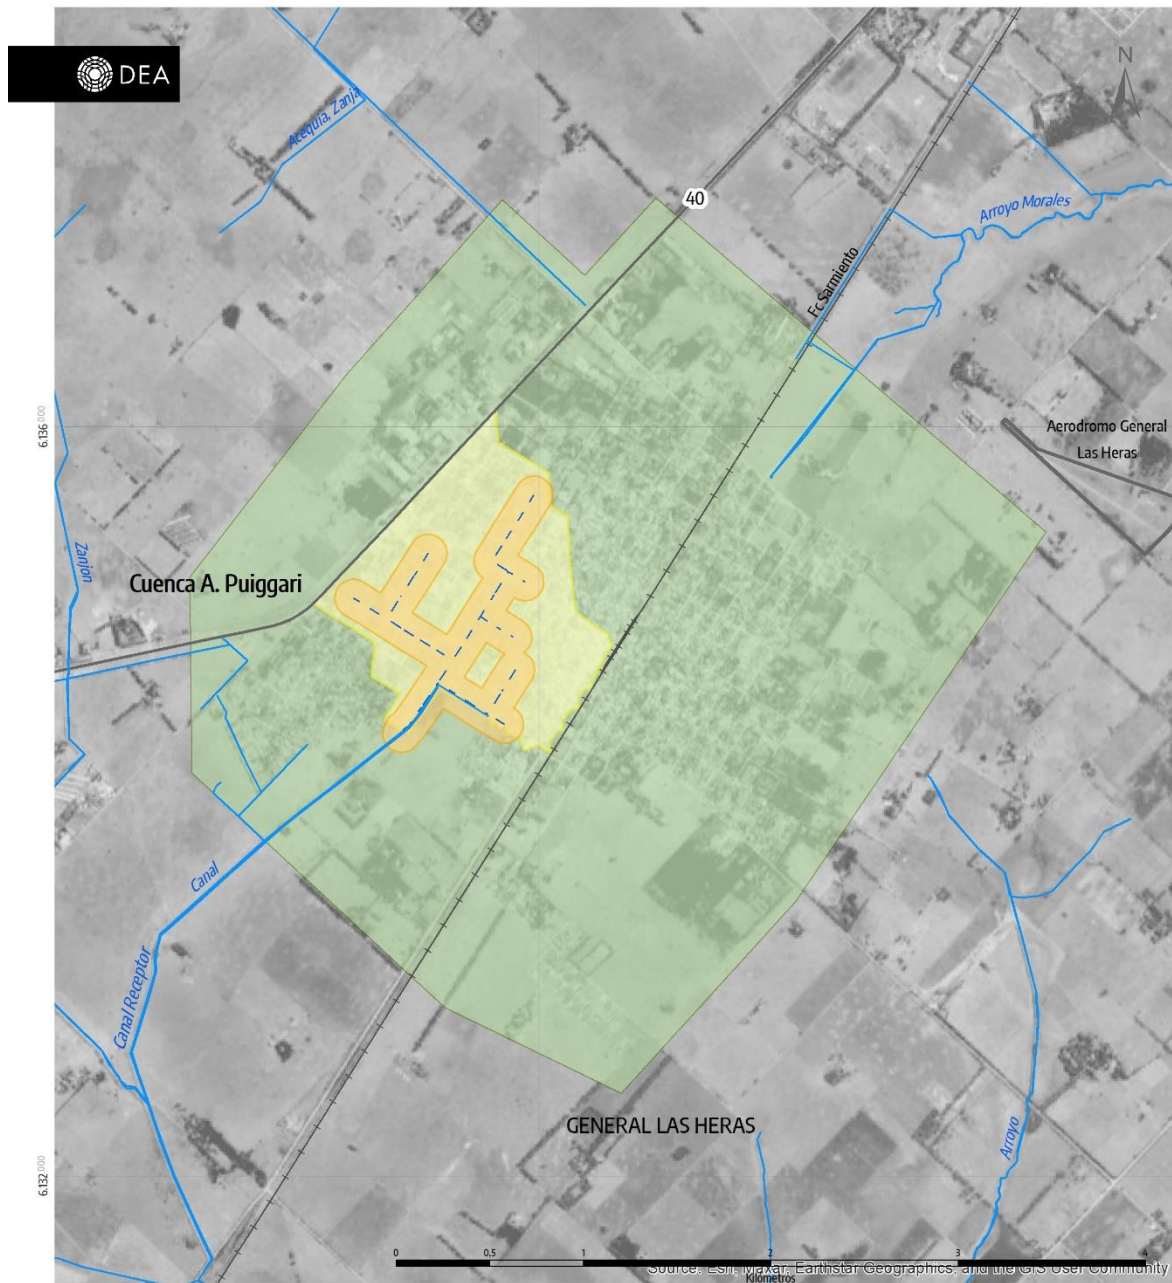 DEA
N
Acequia, Zanja
40
Arroyo Morales
Fc Sarmiento
6.136.000
Aerodromo General
Las Heras
Zanjon
Cuenca A. Puiggari
Canal
Canal Receptor
GENERAL LAS HERAS
Arroyo
6.132.000
0 0,5 1 2 3 4
Kilómetros
Source: Esri, Maxar, Earthstar Geographics, and the GIS User Community